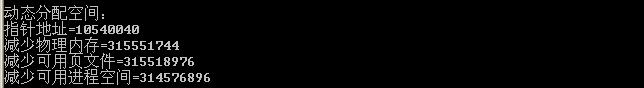 动态分配空间：
指针地址=10540040
减少物理内存=315551744
减少可用页文件=315518976
减少可用进程空间=314576896